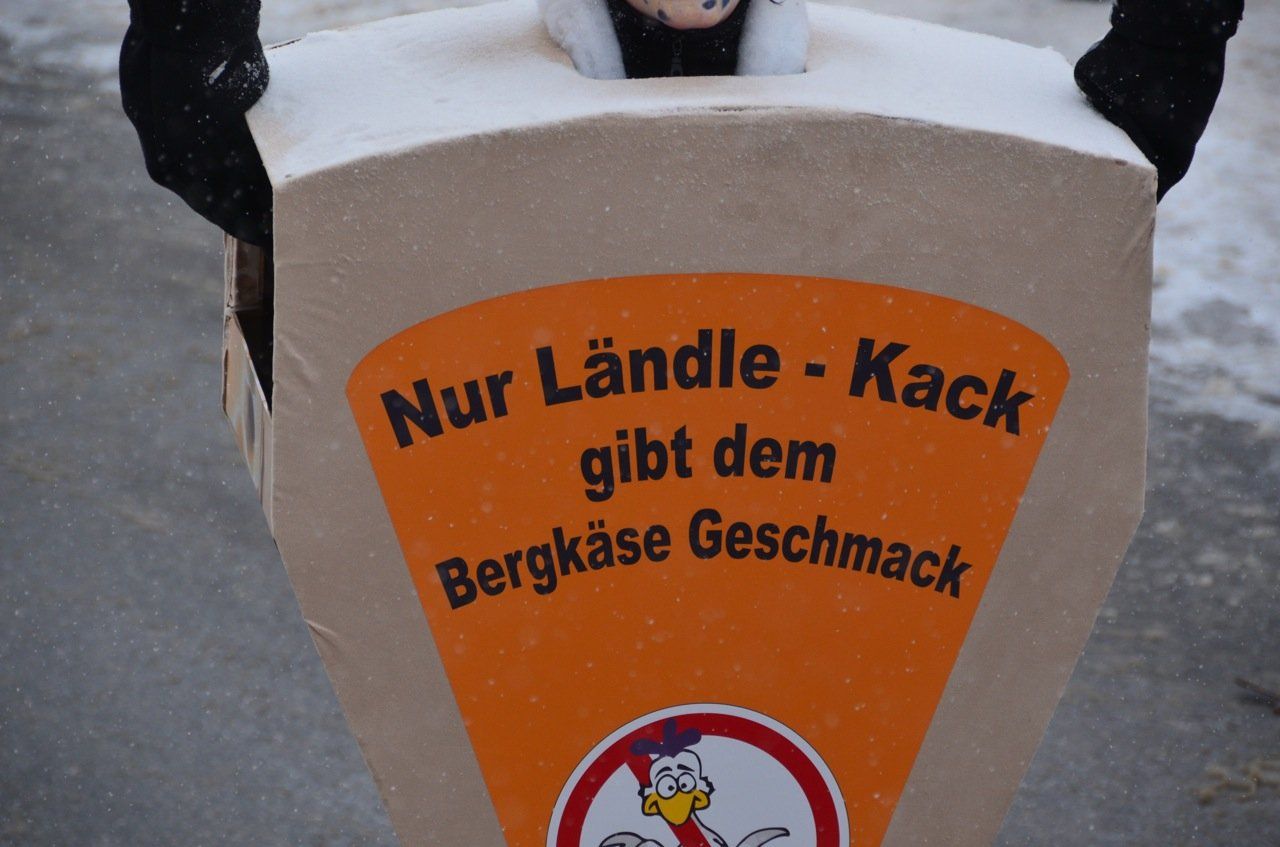 Nur Ländle - Kack
gibt dem
Bergkäse Geschmack